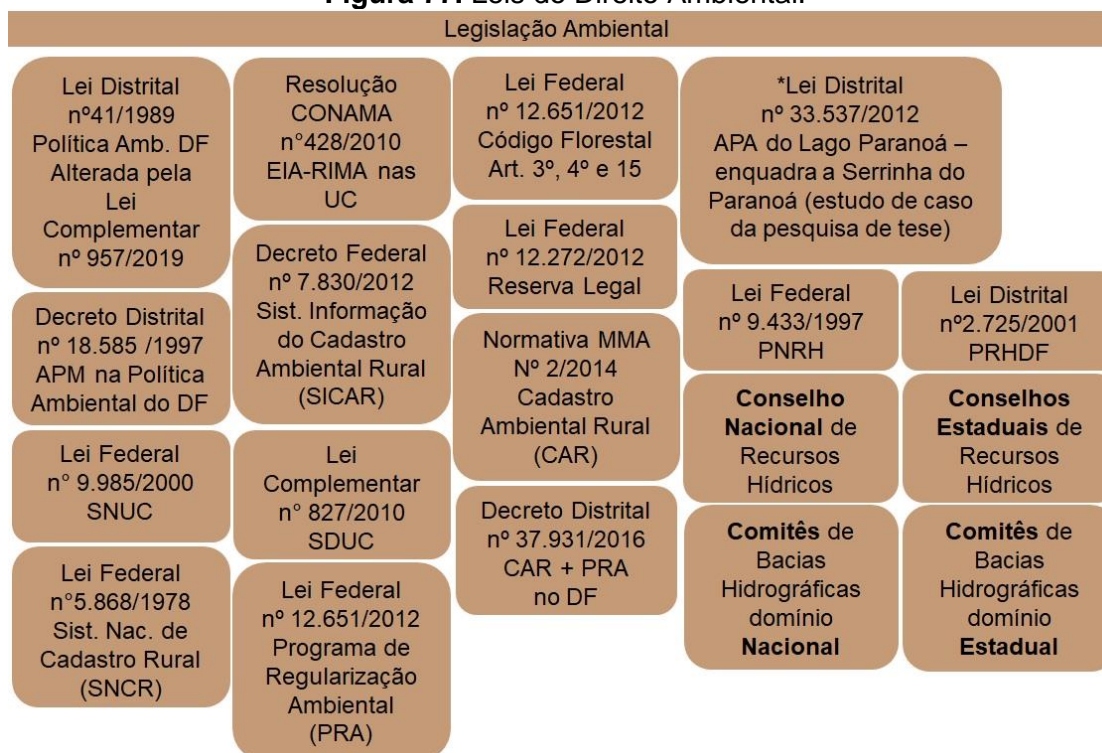 Figura 77: Leis do Direito Ambiental.
Legislação Ambiental
Lei Distrital
nº41/1989
Política Amb. DF
Alterada pela
Lei
Complementar
nº 957/2019
Decreto Distrital
nº 18.585 /1997
APM na Política
Ambiental do DF
Lei Federal
n° 9.985/2000
SNUC
Lei Federal
n°5.868/1978
Sist. Nac. de
Cadastro Rural
(SNCR)
Resolução
CONAMA
n°428/2010
EIA-RIMA nas
UC
Decreto Federal
nº 7.830/2012
Sist. Informação
do Cadastro
Ambiental Rural
(SICAR)
Lei
Complementar
n° 827/2010
SDUC
Lei Federal
nº 12.651/2012
Programa de
Regularização
Ambiental
(PRA)
Lei Federal
nº 12.651/2012
Código Florestal
Art. 3º, 4º e 15
Lei Federal
nº 12.272/2012
Reserva Legal
Normativa MMA
Nº 2/2014
Cadastro
Ambiental Rural
(CAR)
Decreto Distrital
nº 37.931/2016
CAR + PRA
no DF
*Lei Distrital
nº 33.537/2012
APA do Lago Paranoá –
enquadra a Serrinha do
Paranoá (estudo de caso
da pesquisa de tese)
Lei Federal
nº 9.433/1997
PNRH
Conselho
Nacional de
Recursos
Hídricos
Comitês de
Bacias
Hidrográficas
domínio
Nacional
Lei Distrital
nº2.725/2001
PRHDF
Conselhos
Estaduais de
Recursos
Hídricos
Comitês de
Bacias
Hidrográficas
domínio
Estadual